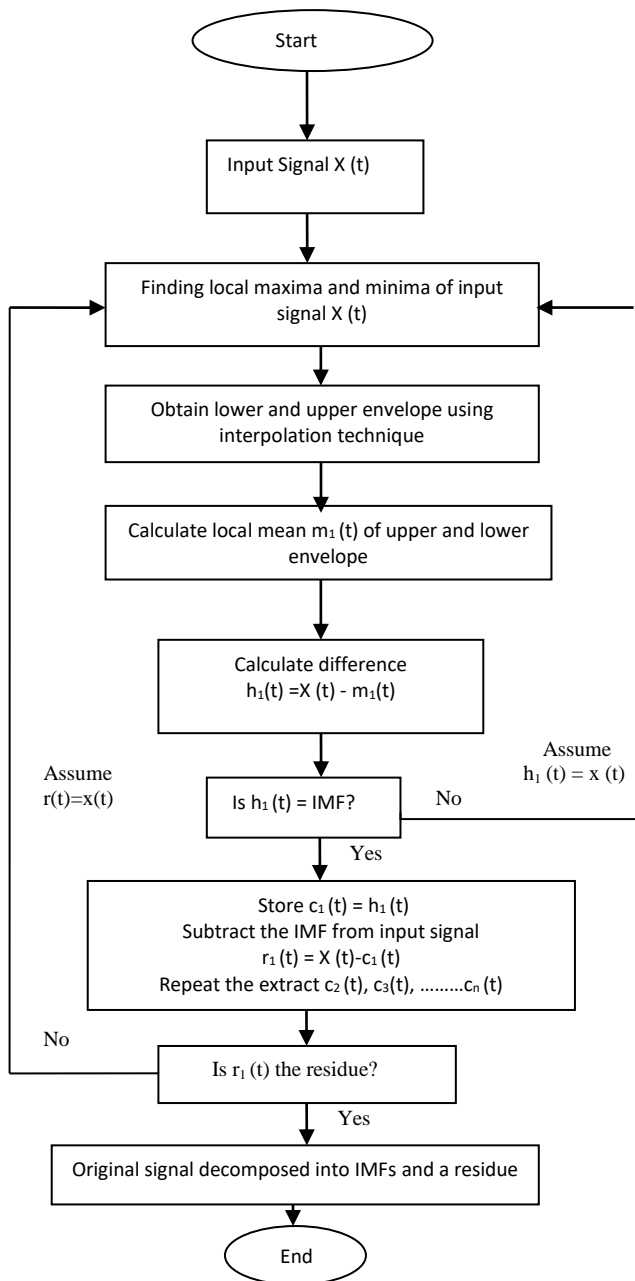 Start
Input Signal X (t)
Finding local maxima and minima of input
signal X (t)
Obtain lower and upper envelope using
interpolation technique
Calculate local mean m₁ (t) of upper and lower
envelope
Calculate difference
h₁(t) =X (t) - m₁(t)
Assume
r(t)=x(t)
Assume
h₁ (t) = x (t)
Is h₁ (t) = IMF?
No
Yes
Store c₁ (t) = h₁ (t)
Subtract the IMF from input signal
r₁ (t) = X (t)-c₁ (t)
Repeat the extract c₂ (t), c₃(t), ………cₙ (t)
No
Is r₁ (t) the residue?
Yes
Original signal decomposed into IMFs and a residue
End